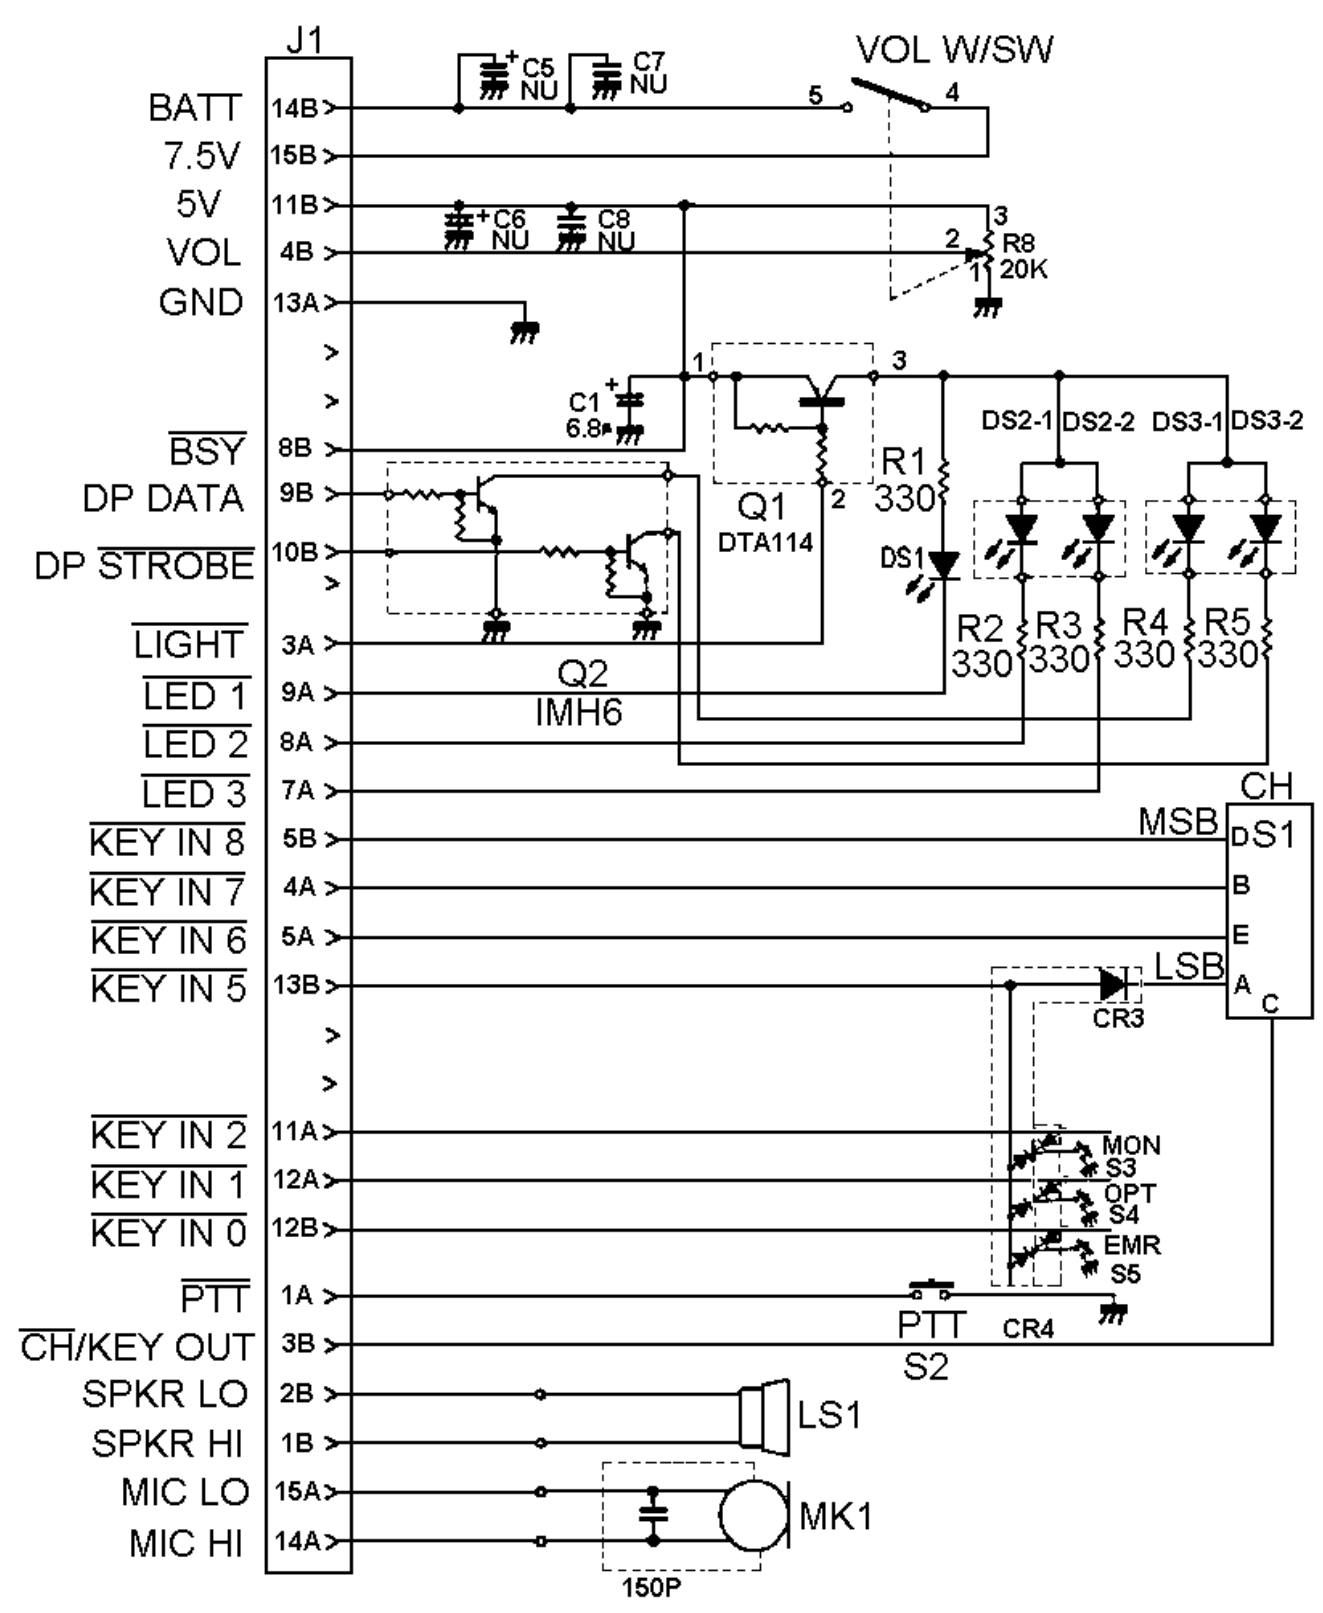 J1
VOL W/SW
C5
NU
C7
NU
BATT 14B 5 4
7.5V 15B
5V 11B
C6
NU
C8
NU
3
VOL 4B 2
R8
20K
1
GND 13A
1 3
C1
6.8µ
DS2-1 DS2-2 DS3-1 DS3-2
BSY 8B
R1
330
DP DATA 9B
2
Q1
DTA114
DP STROBE 10B
DS1
LIGHT 3A
R2
330
R3
330
R4
330
R5
330
Q2
IMH6
LED 1 9A
LED 2 8A
LED 3 7A
CH
KEY IN 8 5B MSB D S1
KEY IN 7 4A B
KEY IN 6 5A E
KEY IN 5 13B LSB A
C
CR3
KEY IN 2 11A
MON
S3
KEY IN 1 12A
OPT
S4
KEY IN 0 12B
EMR
S5
PTT 1A
PTT
S2
CR4
CH/KEY OUT 3B
SPKR LO 2B
LS1
SPKR HI 1B
MIC LO 15A
MK1
MIC HI 14A
150P